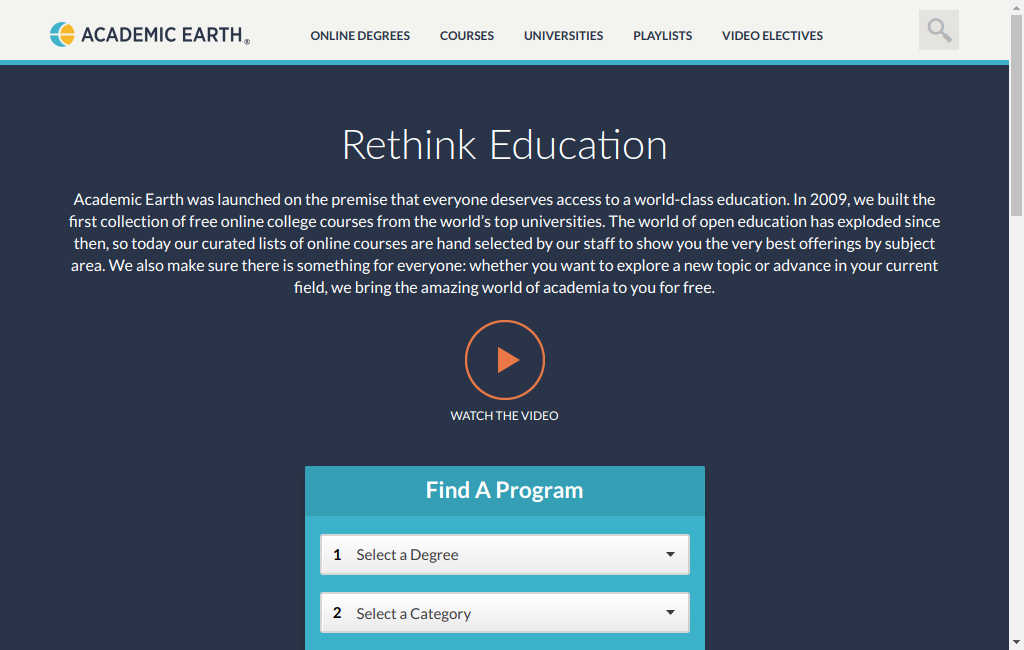 ACADEMIC EARTH®
ONLINE DEGREES
COURSES
UNIVERSITIES
PLAYLISTS
VIDEO ELECTIVES
Rethink Education
Academic Earth was launched on the premise that everyone deserves access to a world-class education. In 2009, we built the
first collection of free online college courses from the world's top universities. The world of open education has exploded since
then, so today our curated lists of online courses are hand selected by our staff to show you the very best offerings by subject
area. We also make sure there is something for everyone: whether you want to explore a new topic or advance in your current
field, we bring the amazing world of academia to you for free.
WATCH THE VIDEO
Find A Program
1 Select a Degree
2 Select a Category